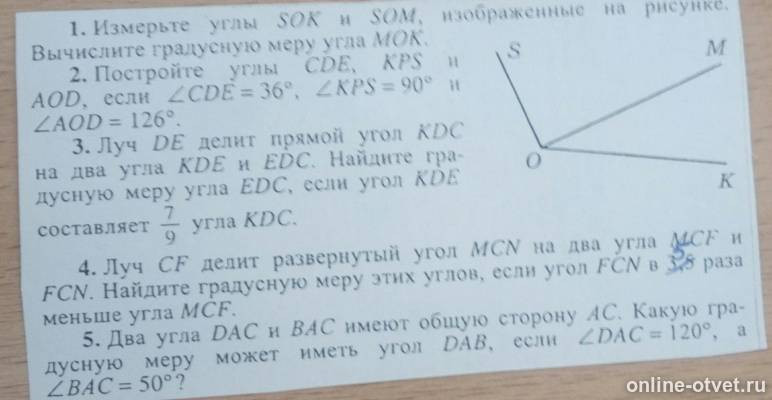 1. Измерьте углы SOK и SOM, изображенные на рисунке.
Вычислите градусную меру угла MOK.
2. Постройте углы CDE, KPS и
AOD, если ∠CDE = 36°, ∠KPS = 90° и
∠AOD = 126°.
3. Луч DE делит прямой угол KDC
на два угла KDE и EDC. Найдите гра-
дусную меру угла EDC, если угол KDE
составляет 7/9 угла KDC.
S
M
O
K
4. Луч CF делит развернутый угол MCN на два угла MCF и
FCN. Найдите градусную меру этих углов, если угол FCN в 5 раза
меньше угла MCF.
5. Два угла DAC и BAC имеют общую сторону AC. Какую гра-
дусную меру может иметь угол DAB, если ∠DAC = 120°, а
∠BAC = 50°?
online-otvet.ru